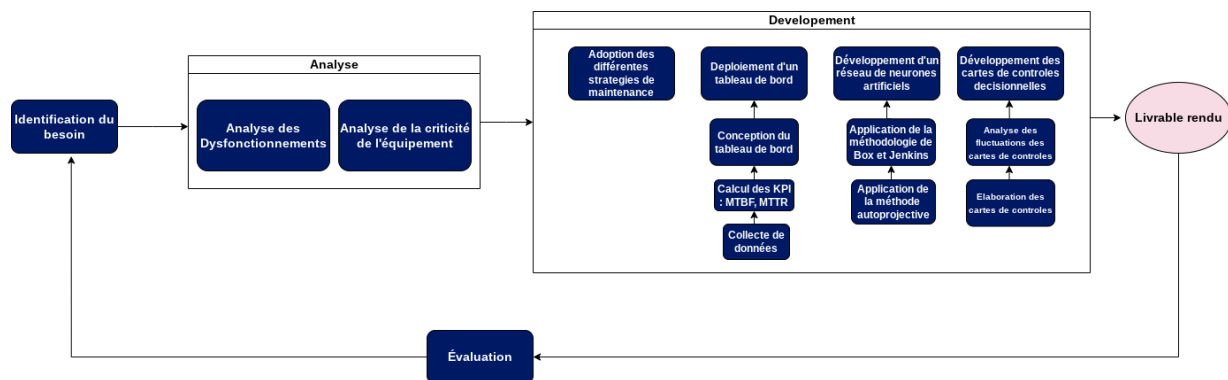 Developement
Analyse
Identification du
besoin
Analyse des
Dysfonctionnements
Analyse de la criticité
de l'équipement
Adoption des
différentes
strategies de
maintenance
Deploiement d'un
tableau de bord
Conception du
tableau de bord
Calcul des KPI
: MTBF, MTTR
Collecte de
données
Développement d'un
réseau de neurones
artificiels
Application de la
méthodologie de
Box et Jenkins
Application de
la méthode
autoprojective
Développement des
cartes de controles
decisionnelles
Analyse des
fluctuations des
cartes de controles
Elaboration des
cartes de controles
Livrable rendu
Évaluation